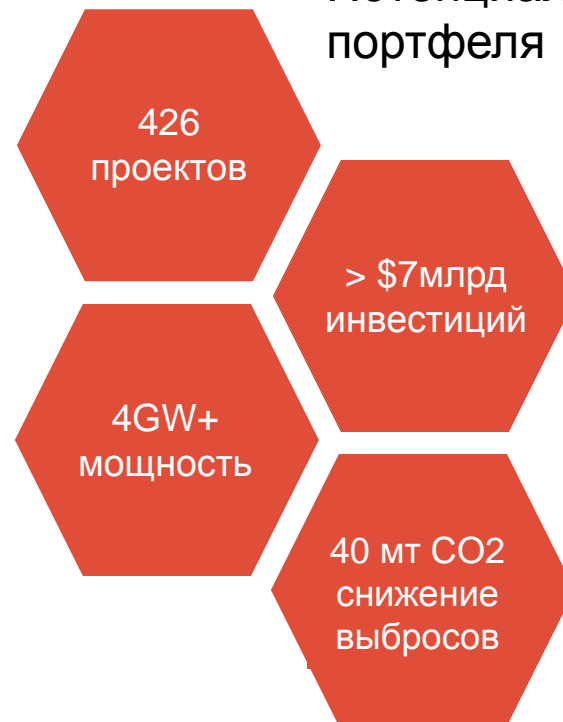 портфеля
426
проектов
> $7млрд
инвестиций
4GW+
мощность
40 мт CO2
снижение
выбросов